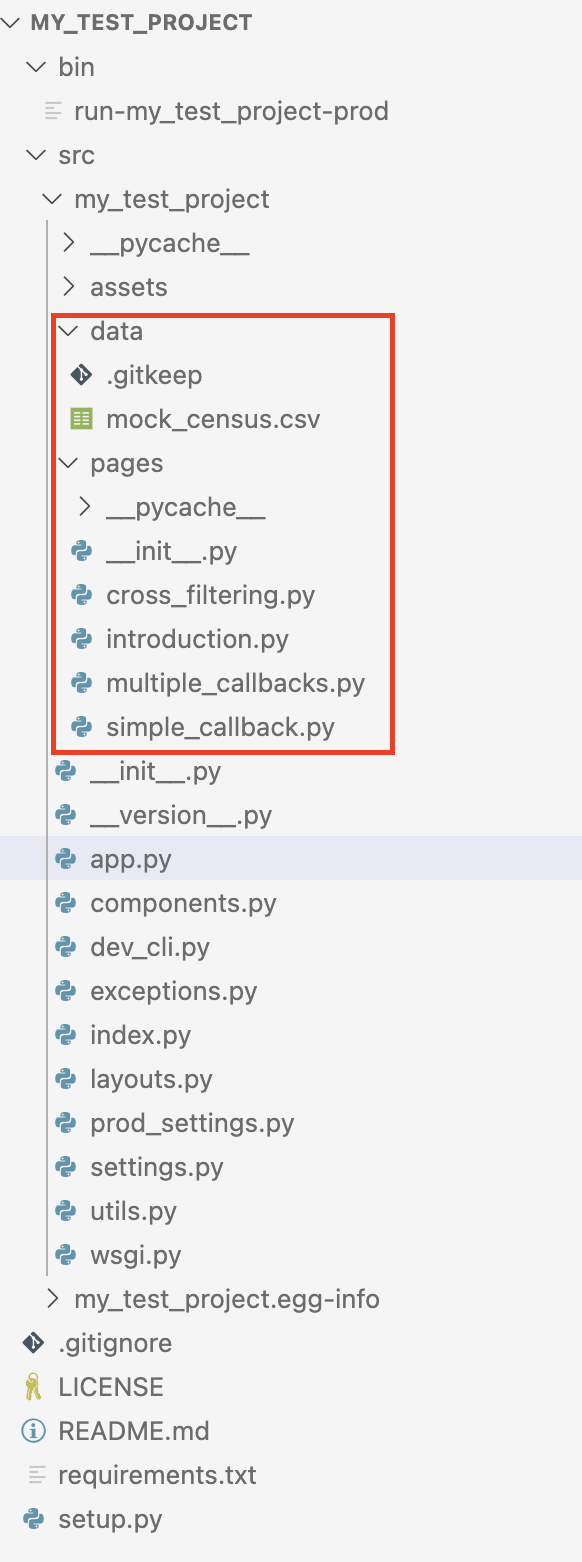 MY_TEST_PROJECT
bin
run-my_test_project-prod
src
my_test_project
__pycache__
assets
data
.gitkeep
mock_census.csv
pages
__pycache__
__init__.py
cross_filtering.py
introduction.py
multiple_callbacks.py
simple_callback.py
__init__.py
__version__.py
app.py
components.py
dev_cli.py
exceptions.py
index.py
layouts.py
prod_settings.py
settings.py
utils.py
wsgi.py
my_test_project.egg-info
.gitignore
LICENSE
README.md
requirements.txt
setup.py